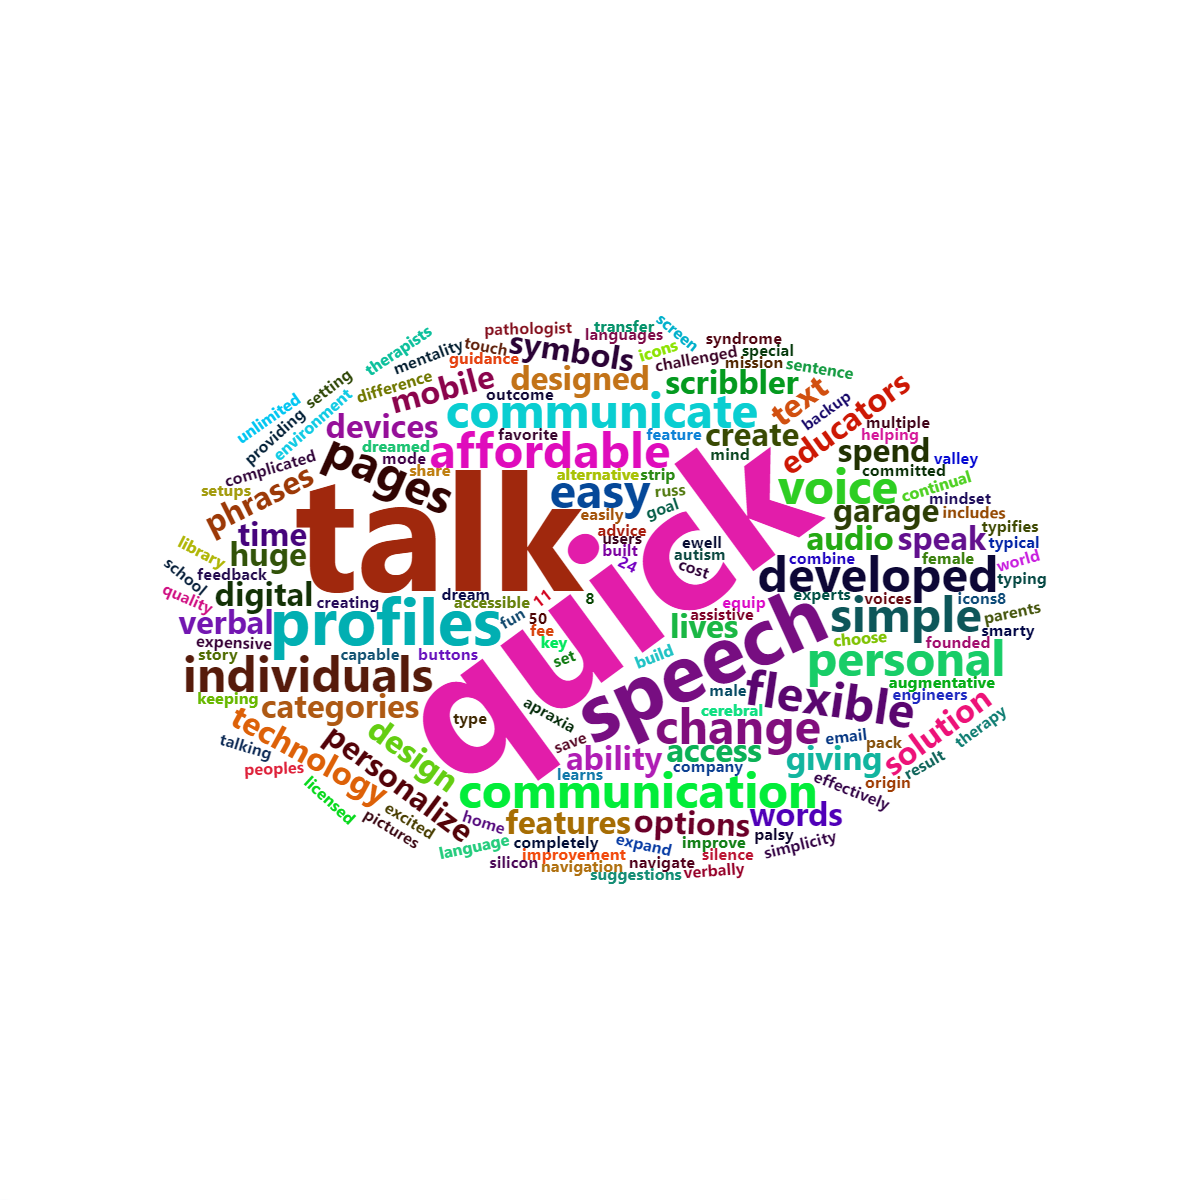 pathologist
transfer
languages
screen
therapists
mentality
touch
symbols
icons
syndrome
challenged
special
guidance
mission
sentence
setting
difference
mobile
designed
scribbler
text
unlimited
providing
environment
outcome
communicate
backup
educators
devices
favorite
feature
create
multiple
helping
dreamed
affordable
mind
spend
valley
complicated
pages
mode
share
alternative
strip
committed
setups
phrases
talk
easy
russ
quick
voice
continual
mindset
library
time
easily
goal
garage
includes
huge
advice
users
ewell
audio
speak
typifies
typical
school
feedback
built
autism
combine
female
world
quality
digital
24
cost
developed
typing
creating
dream
accessible
11
8
equip
experts
voices
icons8
verbal
profiles
fun
50
assistive
simple
parents
expensive
fee
lives
smarty
story
capable
buttons
key
choose
founded
individuals
set
build
speech
personal
keeping
male
flexible
augmentative
engineers
categories
type
apraxia
cerebral
technology
design
save
change
email
pack
solution
therapy
talking
personalize
ability
access
giving
result
peoples
learns
company
effectively
origin
licensed
communication
pictures
excited
home
features
options
words
language
completely
expand
improve
palsy
simplicity
silicon
improvement
navigation
navigate
silence
suggestions
verbally